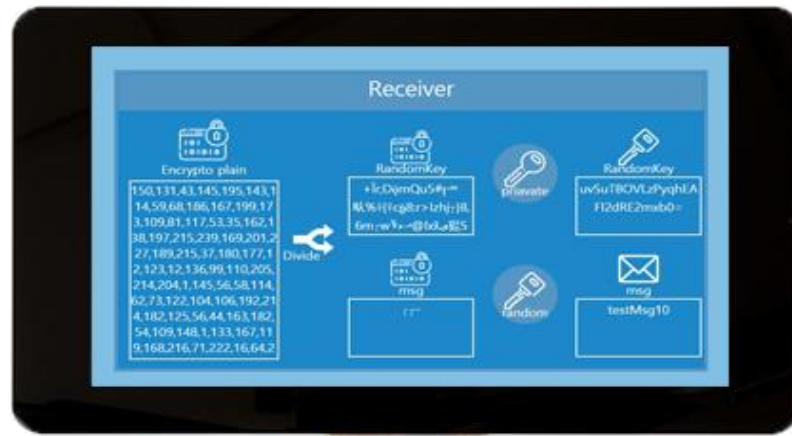 Receiver
Encrypto plain
150,131,43,145,195,143,1
14,59,68,186,167,199,17
3,109,81,117,53,35,162,1
38,197,215,239,169,201,2
27,189,215,37,180,177,1
2,123,12,136,99,110,205,
214,204,1,145,56,58,114,
62,73,122,104,106,192,21
4,182,125,56,44,163,182,
54,109,148,1,133,167,11
9,168,216,71,222,16,64,2
Divide
RandomKey
priavate
RandomKey
uvSuT8OVLzPyqhEA
FI2dRE2mxb0=
msg
random
msg
testMsg10